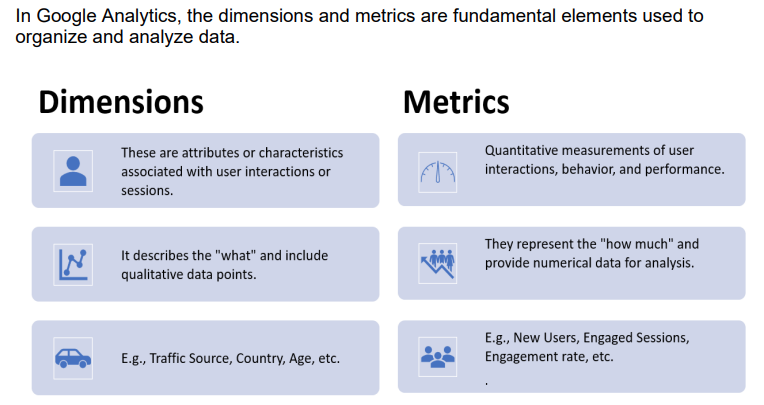 In Google Analytics, the dimensions and metrics are fundamental elements used to
organize and analyze data.
Dimensions
These are attributes or characteristics
associated with user interactions or
sessions.
It describes the "what" and include
qualitative data points.
E.g., Traffic Source, Country, Age, etc.
Metrics
Quantitative measurements of user
interactions, behavior, and performance.
They represent the "how much" and
provide numerical data for analysis.
E.g., New Users, Engaged Sessions,
Engagement rate, etc.
.